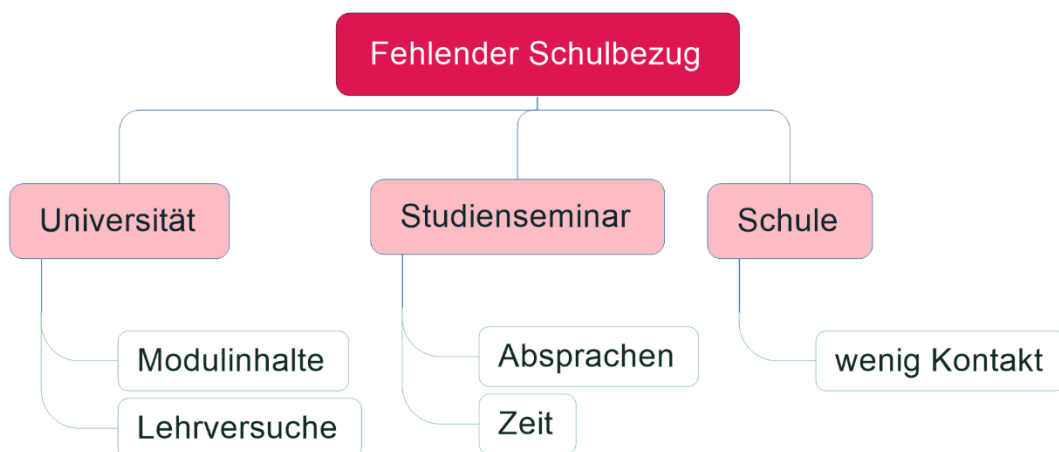 Fehlender Schulbezug
Universität
Studienseminar
Schule
Modulinhalte
Lehrversuche
Absprachen
Zeit
wenig Kontakt